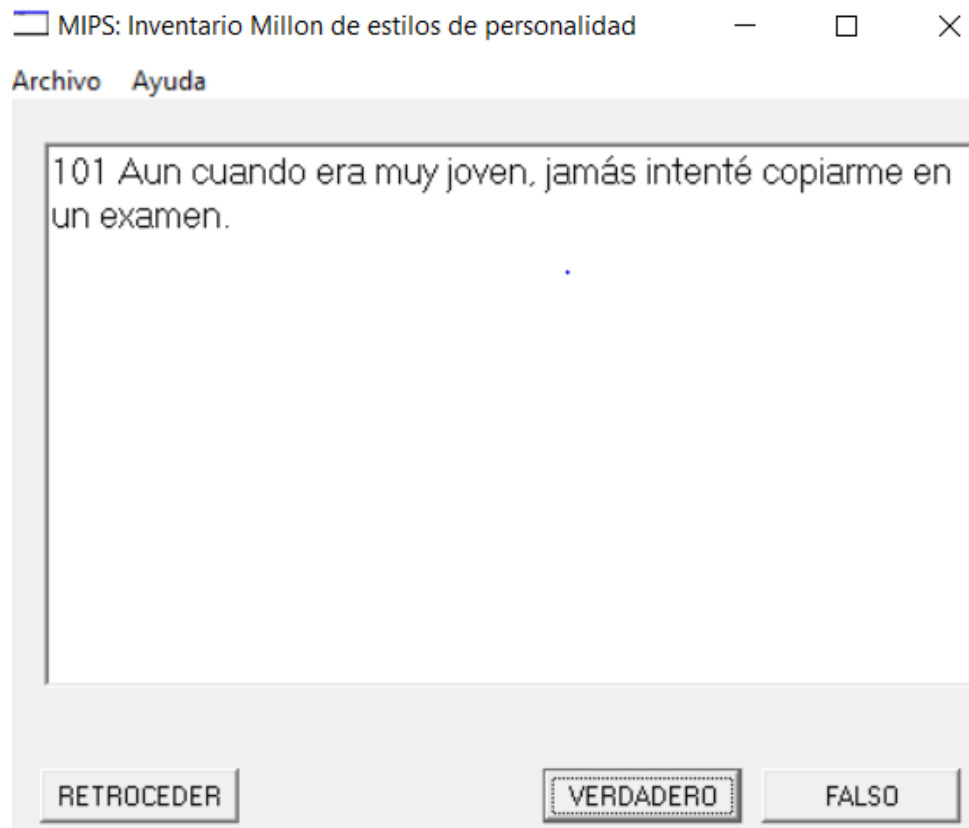 MIPS: Inventario Millon de estilos de personalidad
Archivo Ayuda
101 Aun cuando era muy joven, jamás intenté copiarme en
un examen.
RETROCEDER VERDADERO FALSO